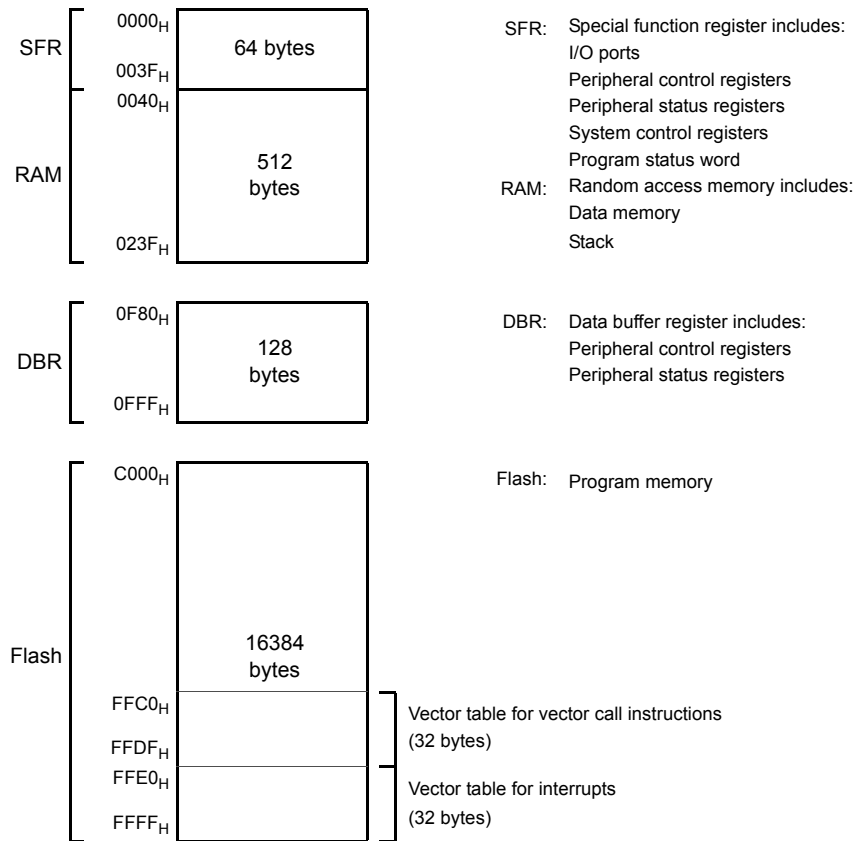 0000H
SFR
64 bytes
003FH
0040H
RAM
512
bytes
023FH
0F80H
DBR
128
bytes
0FFFH
C000H
Flash
16384
bytes
FFC0H
FFDFH
FFE0H
FFFFH
Vector table for vector call instructions
(32 bytes)
Vector table for interrupts
(32 bytes)
SFR: Special function register includes:
I/O ports
Peripheral control registers
Peripheral status registers
System control registers
Program status word
RAM: Random access memory includes:
Data memory
Stack
DBR: Data buffer register includes:
Peripheral control registers
Peripheral status registers
Flash: Program memory